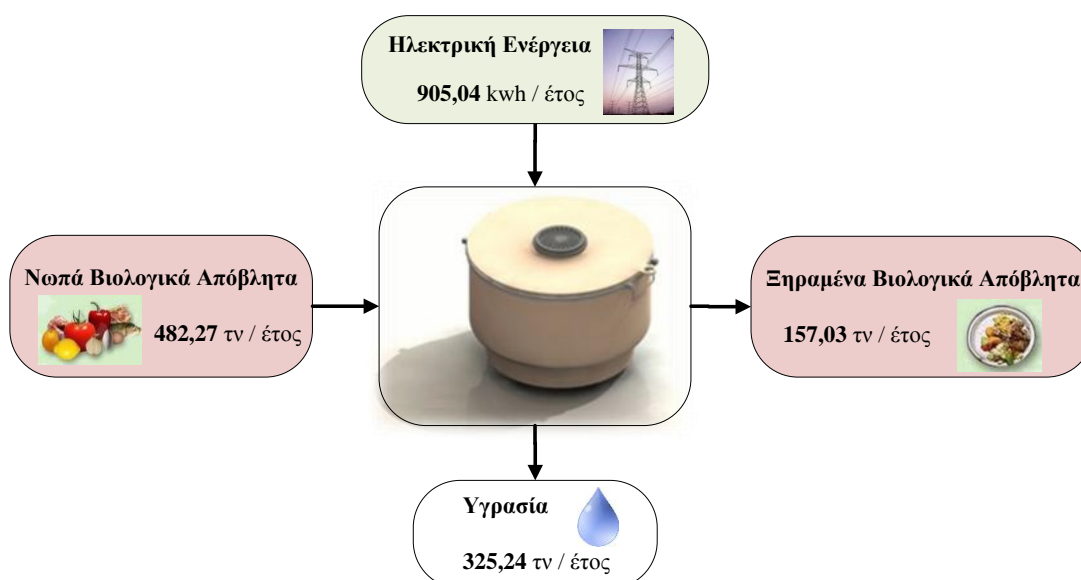 Ηλεκτρική Ενέργεια
905,04 kwh / έτος
Νωπά Βιολογικά Απόβλητα
482,27 τν / έτος
Ξηραμένα Βιολογικά Απόβλητα
157,03 τν / έτος
Υγρασία
325,24 τν / έτος